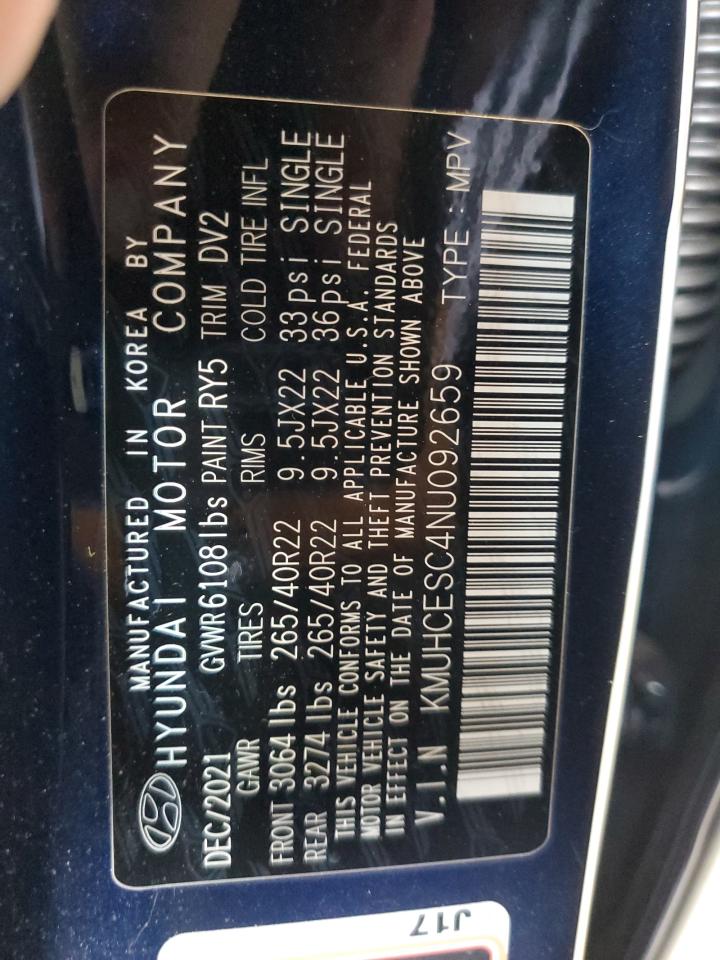 MANUFACTURED IN KOREA BY
HYUNDAI MOTOR COMPANY
DEC/2021 GVWR6108lbs PAINT RY5 TRIM DV2
GAWR TIRES RIMS COLD TIRE INFL
FRONT 3064lbs 265/40R22 9.5JX22 33psi SINGLE
REAR 3274lbs 265/40R22 9.5JX22 36psi SINGLE
THIS VEHICLE CONFORMS TO ALL APPLICABLE U.S.A. FEDERAL
MOTOR VEHICLE SAFETY AND THEFT PREVENTION STANDARDS
IN EFFECT ON THE DATE OF MANUFACTURE SHOWN ABOVE
V.I.N KMUHCESC4NU092659 TYPE : MPV
J17